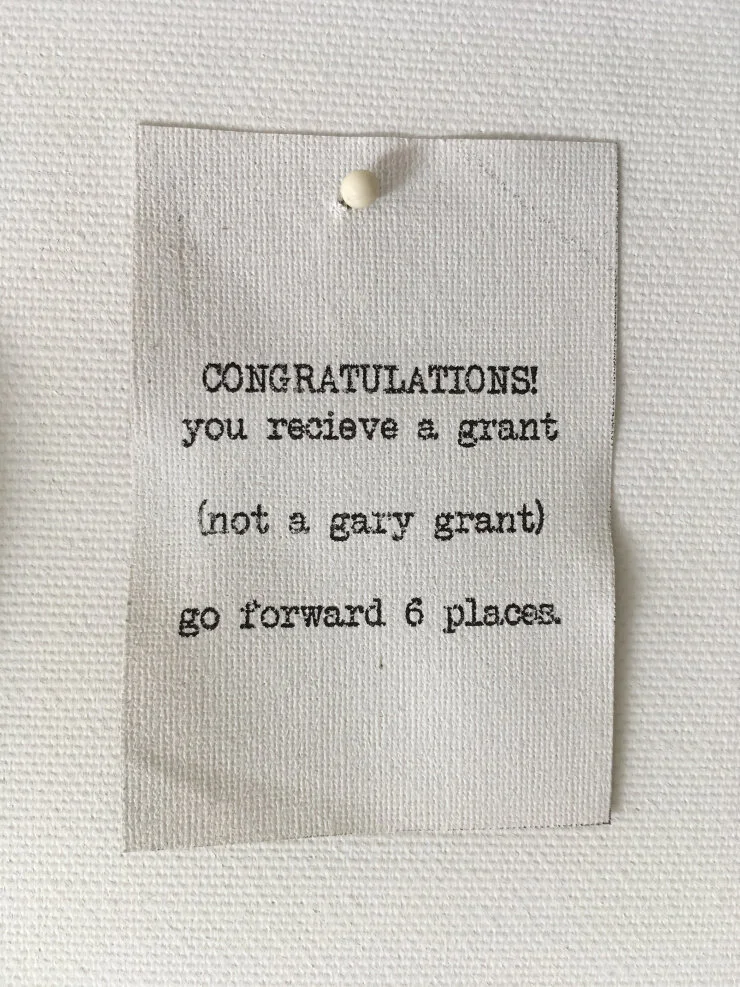 CONGRATULATIONS!
you recieve a grant
(not a gary grant)
go forward 6 places.